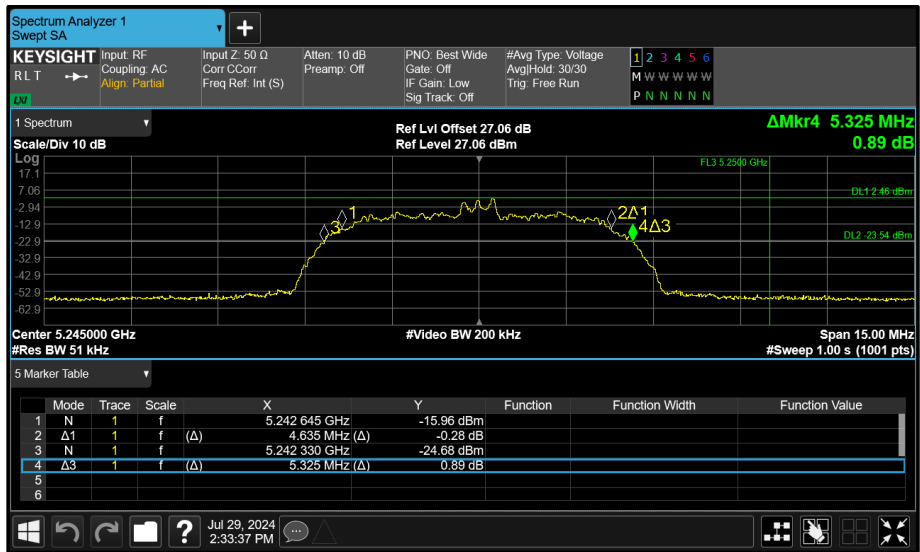 Spectrum Analyzer 1
Swept SA
+
KEYSIGHT
R L T
LXI
Input: RF
Coupling: AC
Align: Partial
Input Z: 50 Ω
Corr CCorr
Freq Ref: Int (S)
Atten: 10 dB
Preamp: Off
PNO: Best Wide
Gate: Off
IF Gain: Low
Sig Track: Off
#Avg Type: Voltage
Avg|Hold: 30/30
Trig: Free Run
1 2 3 4 5 6
M W W W W W
P N N N N N
1 Spectrum
Scale/Div 10 dB
Ref Lvl Offset 27.06 dB
Ref Level 27.06 dBm
ΔMkr4 5.325 MHz
0.89 dB
Log
17.1
7.06
-2.94
-12.9
-22.9
-32.9
-42.9
-52.9
-62.9
FL3 5.2500 GHz
DL1 2.46 dBm
1
2Δ1
3
4Δ3
DL2 -23.54 dBm
Center 5.245000 GHz
#Video BW 200 kHz
Span 15.00 MHz
#Res BW 51 kHz
#Sweep 1.00 s (1001 pts)
5 Marker Table
Mode Trace Scale X Y Function Function Width Function Value
1 N 1 f 5.242 645 GHz -15.96 dBm
2 Δ1 1 f (Δ) 4.635 MHz (Δ) -0.28 dB
3 N 1 f 5.242 330 GHz -24.68 dBm
4 Δ3 1 f (Δ) 5.325 MHz (Δ) 0.89 dB
5
6
?
Jul 29, 2024
2:33:37 PM